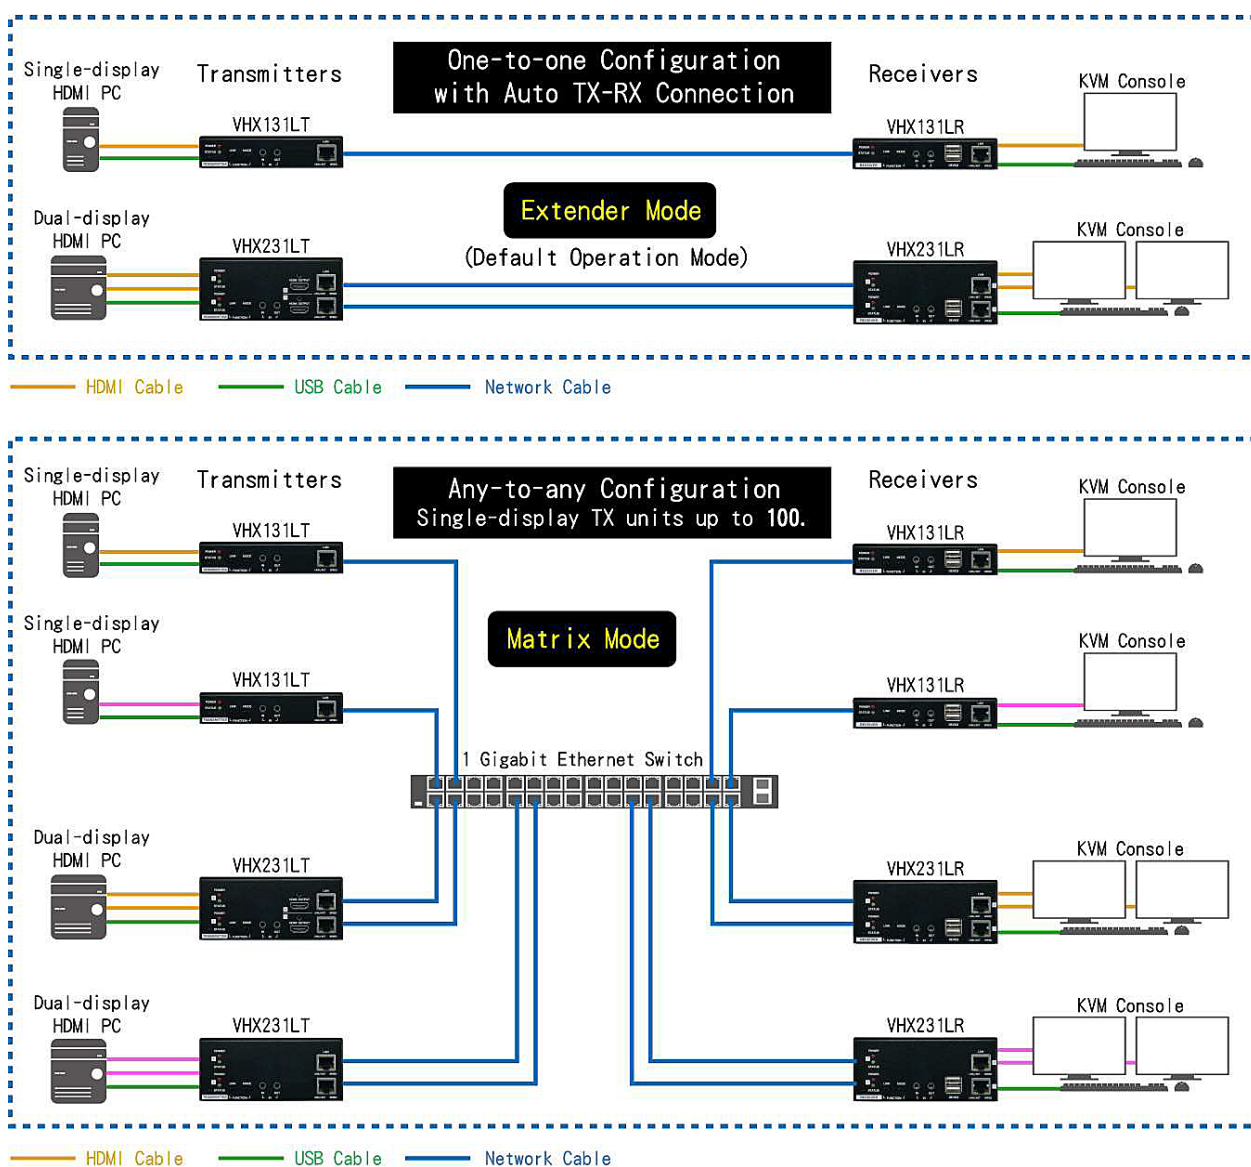 One-to-one Configuration
with Auto TX-RX Connection
Single-display
HDMI PC
Transmitters
Receivers
KVM Console
VHX131LT
VHX131LR
Extender Mode
(Default Operation Mode)
Dual-display
HDMI PC
VHX231LT
VHX231LR
KVM Console
HDMI Cable
USB Cable
Network Cable
Any-to-any Configuration
Single-display TX units up to 100.
Single-display
HDMI PC
Transmitters
Receivers
KVM Console
VHX131LT
VHX131LR
Matrix Mode
Single-display
HDMI PC
VHX131LT
VHX131LR
KVM Console
1 Gigabit Ethernet Switch
Dual-display
HDMI PC
VHX231LT
VHX231LR
KVM Console
Dual-display
HDMI PC
VHX231LT
VHX231LR
KVM Console
HDMI Cable
USB Cable
Network Cable